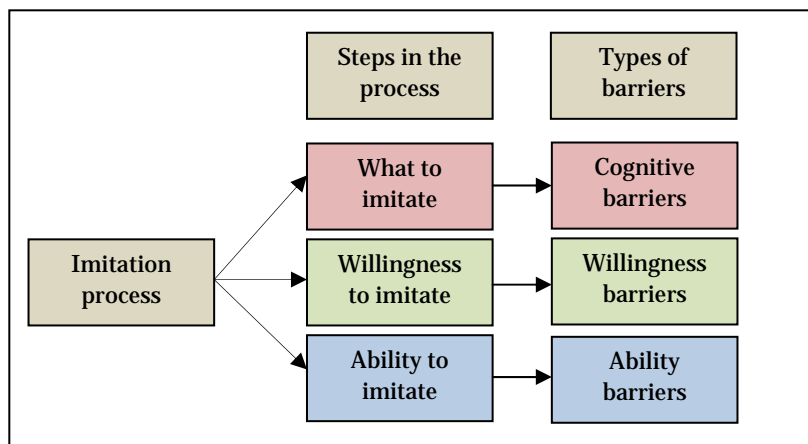 Steps in the
process
Types of
barriers
What to
imitate
Cognitive
barriers
Imitation
process
Willingness
to imitate
Willingness
barriers
Ability to
imitate
Ability
barriers